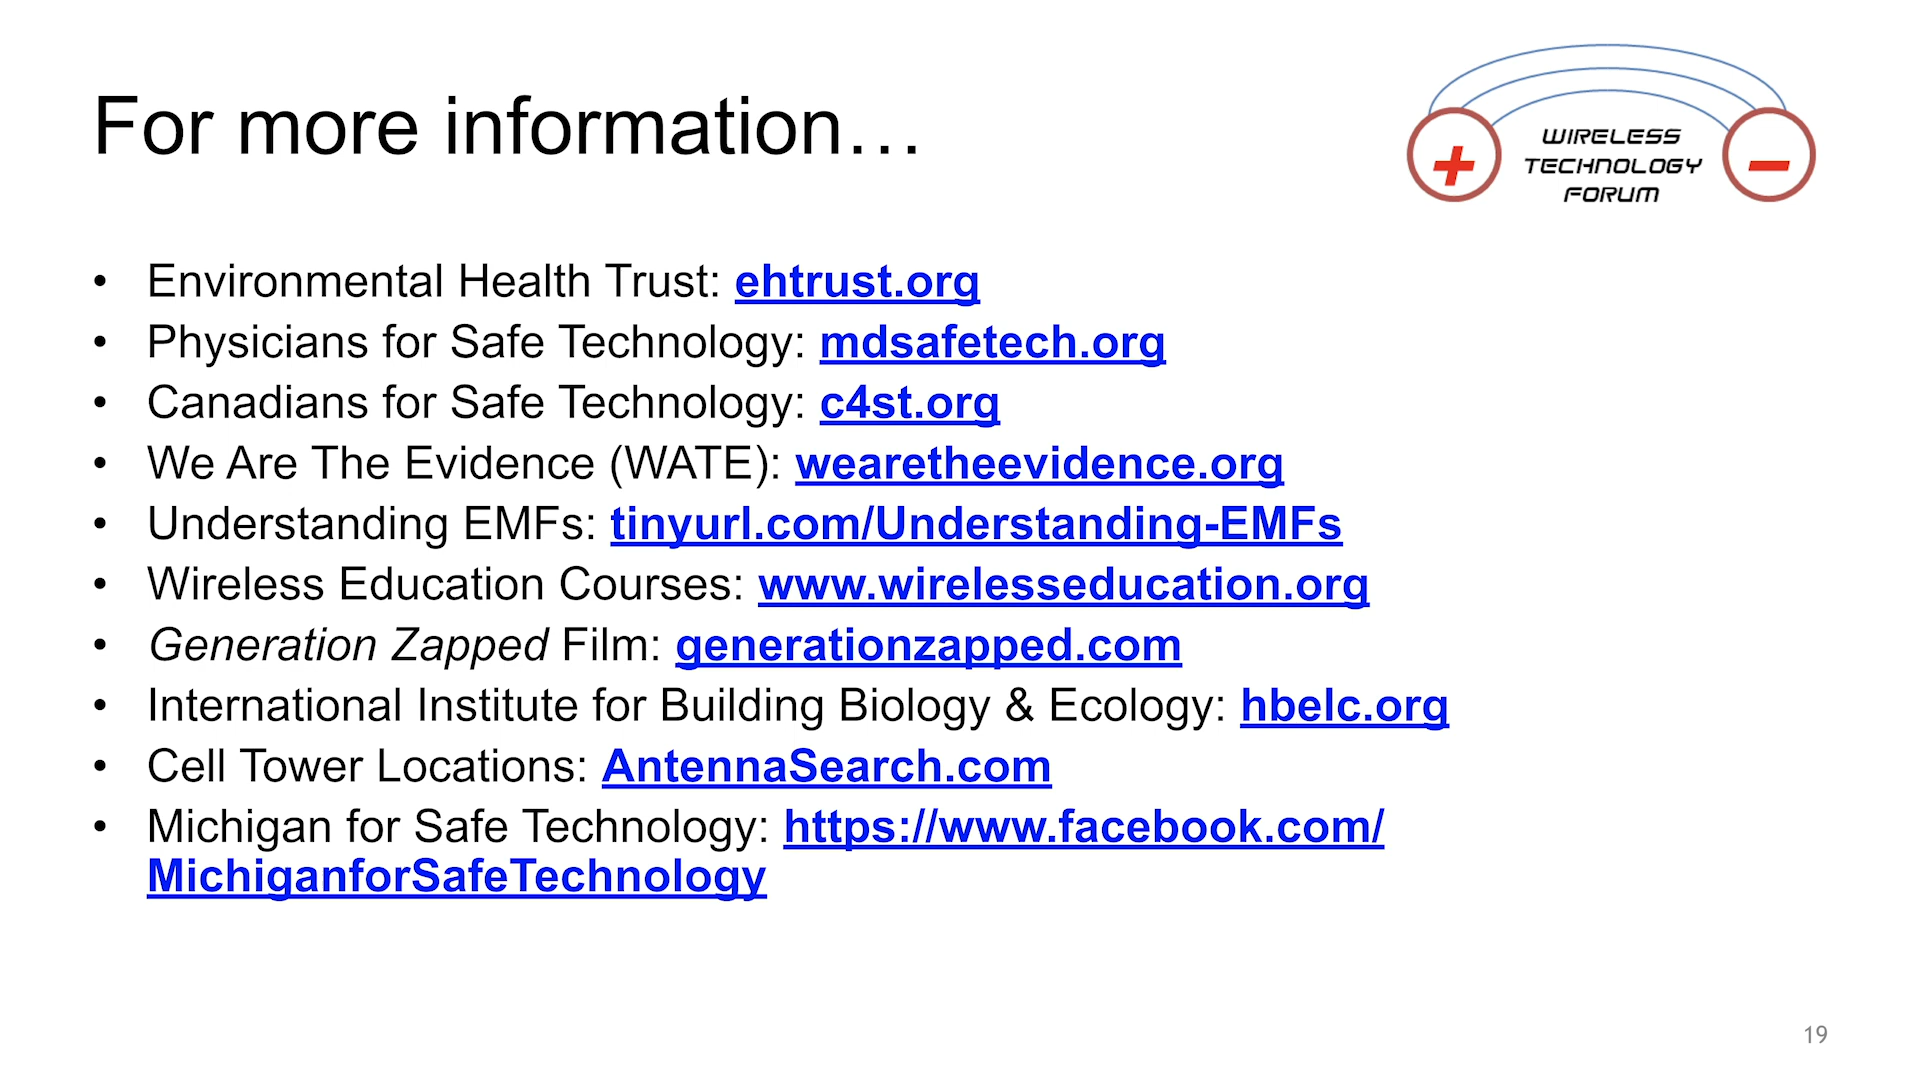 For more information…
+ WIRELESS TECHNOLOGY FORUM −
• Environmental Health Trust: ehtrust.org
• Physicians for Safe Technology: mdsafetech.org
• Canadians for Safe Technology: c4st.org
• We Are The Evidence (WATE): wearetheevidence.org
• Understanding EMFs: tinyurl.com/Understanding-EMFs
• Wireless Education Courses: www.wirelesseducation.org
• Generation Zapped Film: generationzapped.com
• International Institute for Building Biology & Ecology: hbelc.org
• Cell Tower Locations: AntennaSearch.com
• Michigan for Safe Technology: https://www.facebook.com/
MichiganforSafeTechnology
19